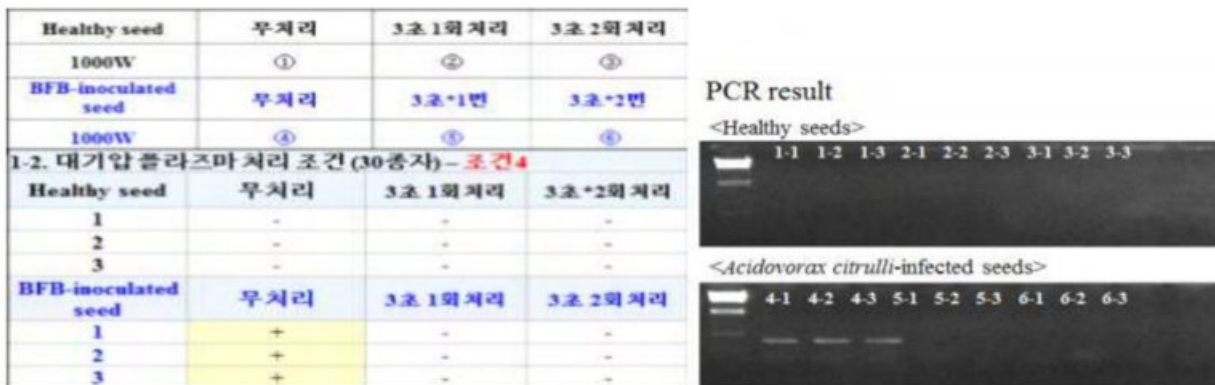 Healthy seed 무처리 3초 1회 처리 3초 2회 처리
1000W ① ② ③
BFB-inoculated seed 무처리 3초*1번 3초*2번
1000W ④ ⑤ ⑥
1-2. 대기압 플라즈마 처리 조건 (30종자) – 조건4
Healthy seed 무처리 3초 1회 처리 3초*2회 처리
1 - - -
2 - - -
3 - - -
BFB-inoculated seed 무처리 3초 1회 처리 3초 2회 처리
1 + - -
2 + - -
3 + - -
PCR result
<Healthy seeds>
1-1 1-2 1-3 2-1 2-2 2-3 3-1 3-2 3-3
<Acidovorax citrulli-infected seeds>
4-1 4-2 4-3 5-1 5-2 5-3 6-1 6-2 6-3